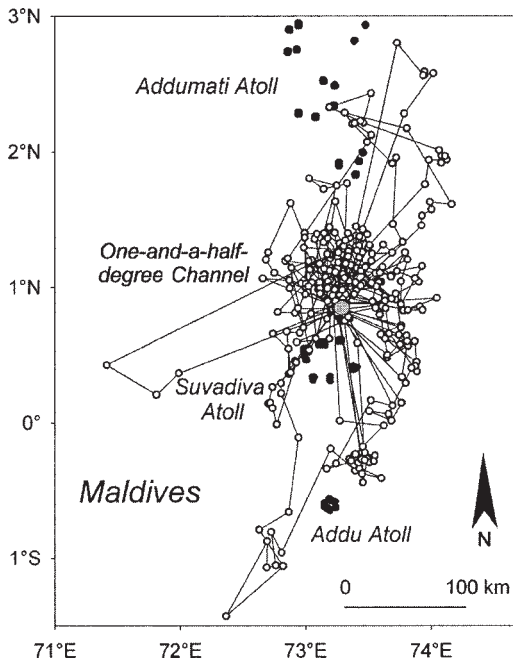 3°N
Addumati Atoll
2°N
One-and-a-half-
degree Channel
1°N
Suvadiva
Atoll
0°
Maldives
Addu Atoll
N
1°S
0 100 km
71°E 72°E 73°E 74°E